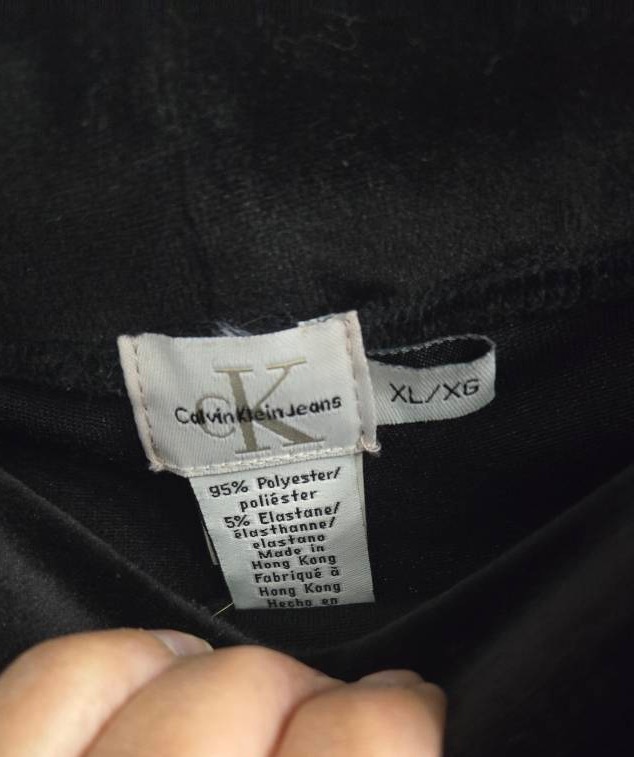 CK
Calvin Klein Jeans
XL/XG
95% Polyester/
poliéster
5% Elastane/
élasthanne/
elastano
Made in
Hong Kong
Fabriqué à
Hong Kong
Hecho en